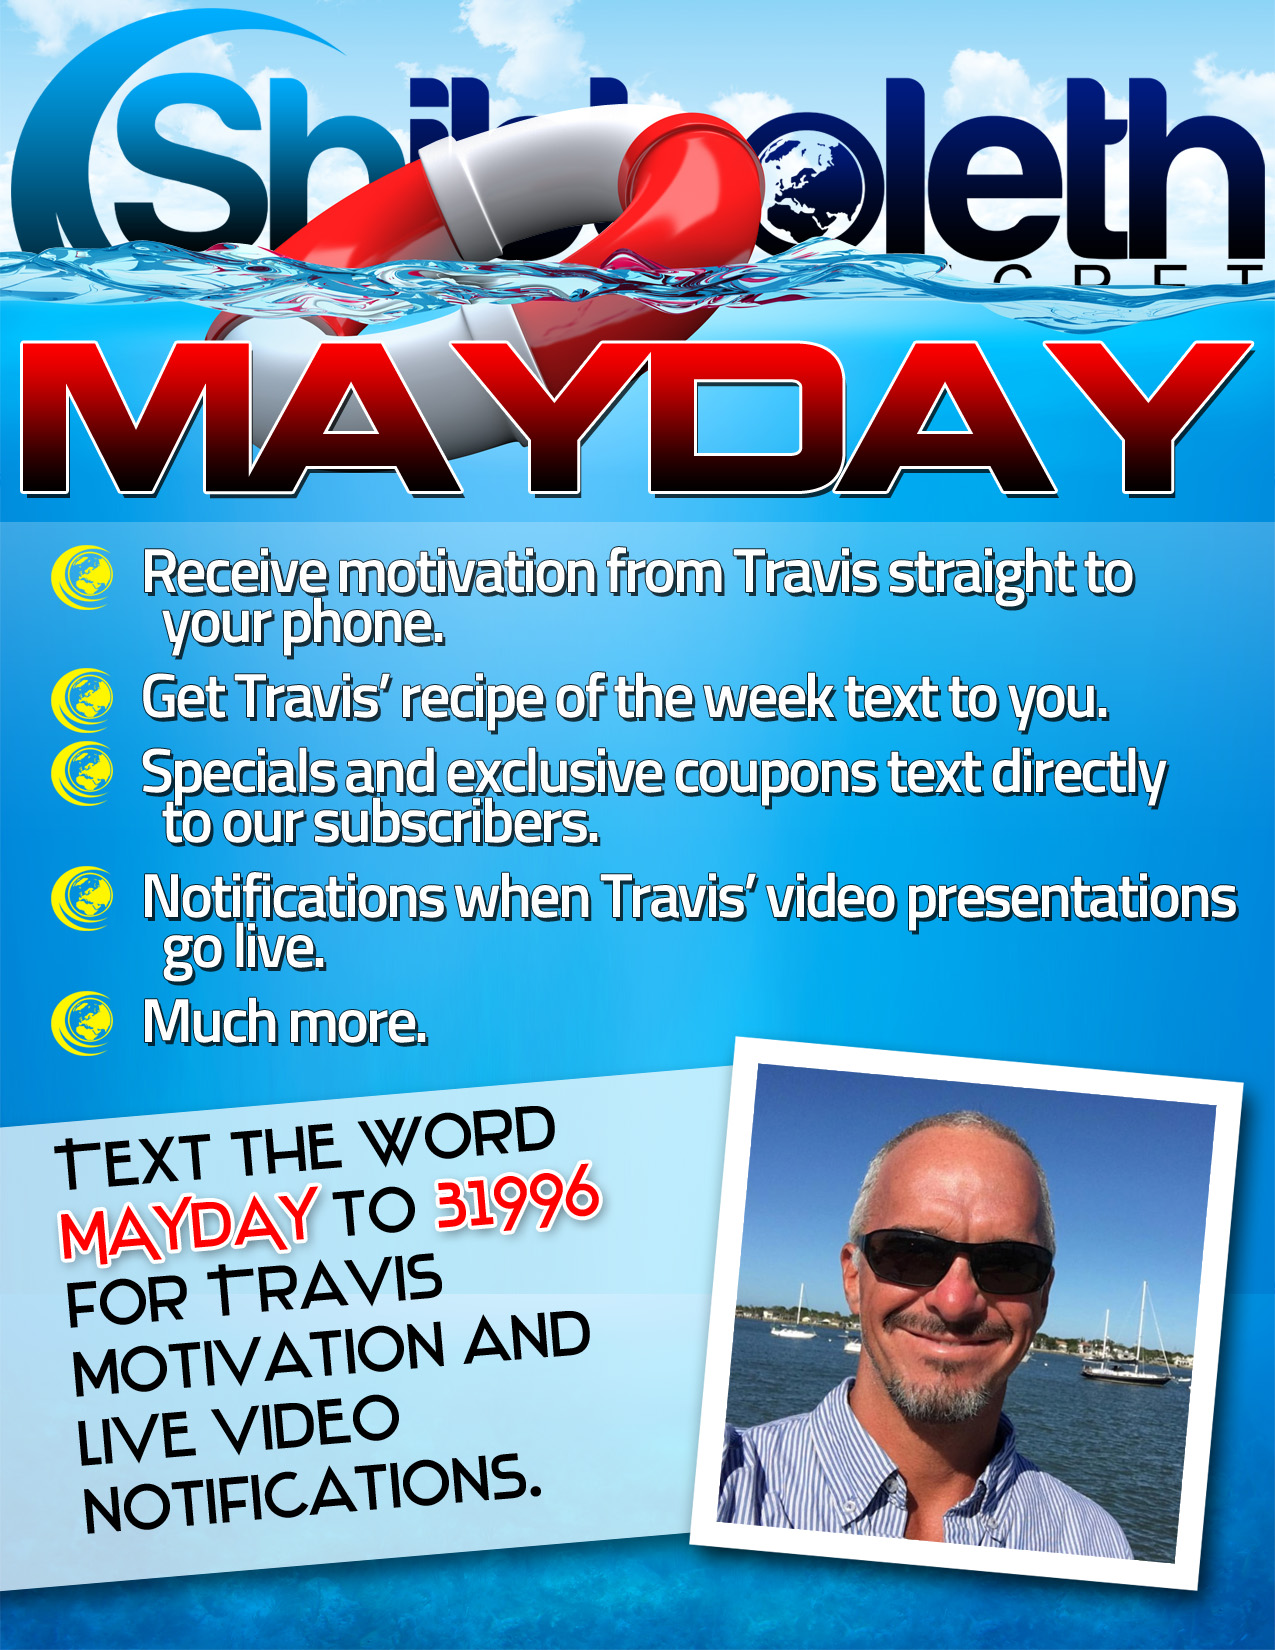 Shibboleth
MAYDAY
Receive motivation from Travis straight to
your phone.
Get Travis’ recipe of the week text to you.
Specials and exclusive coupons text directly
to our subscribers.
Notifications when Travis’ video presentations
go live.
Much more.
TEXT THE WORD
MAYDAY TO 31996
FOR TRAVIS
MOTIVATION AND
LIVE VIDEO
NOTIFICATIONS.